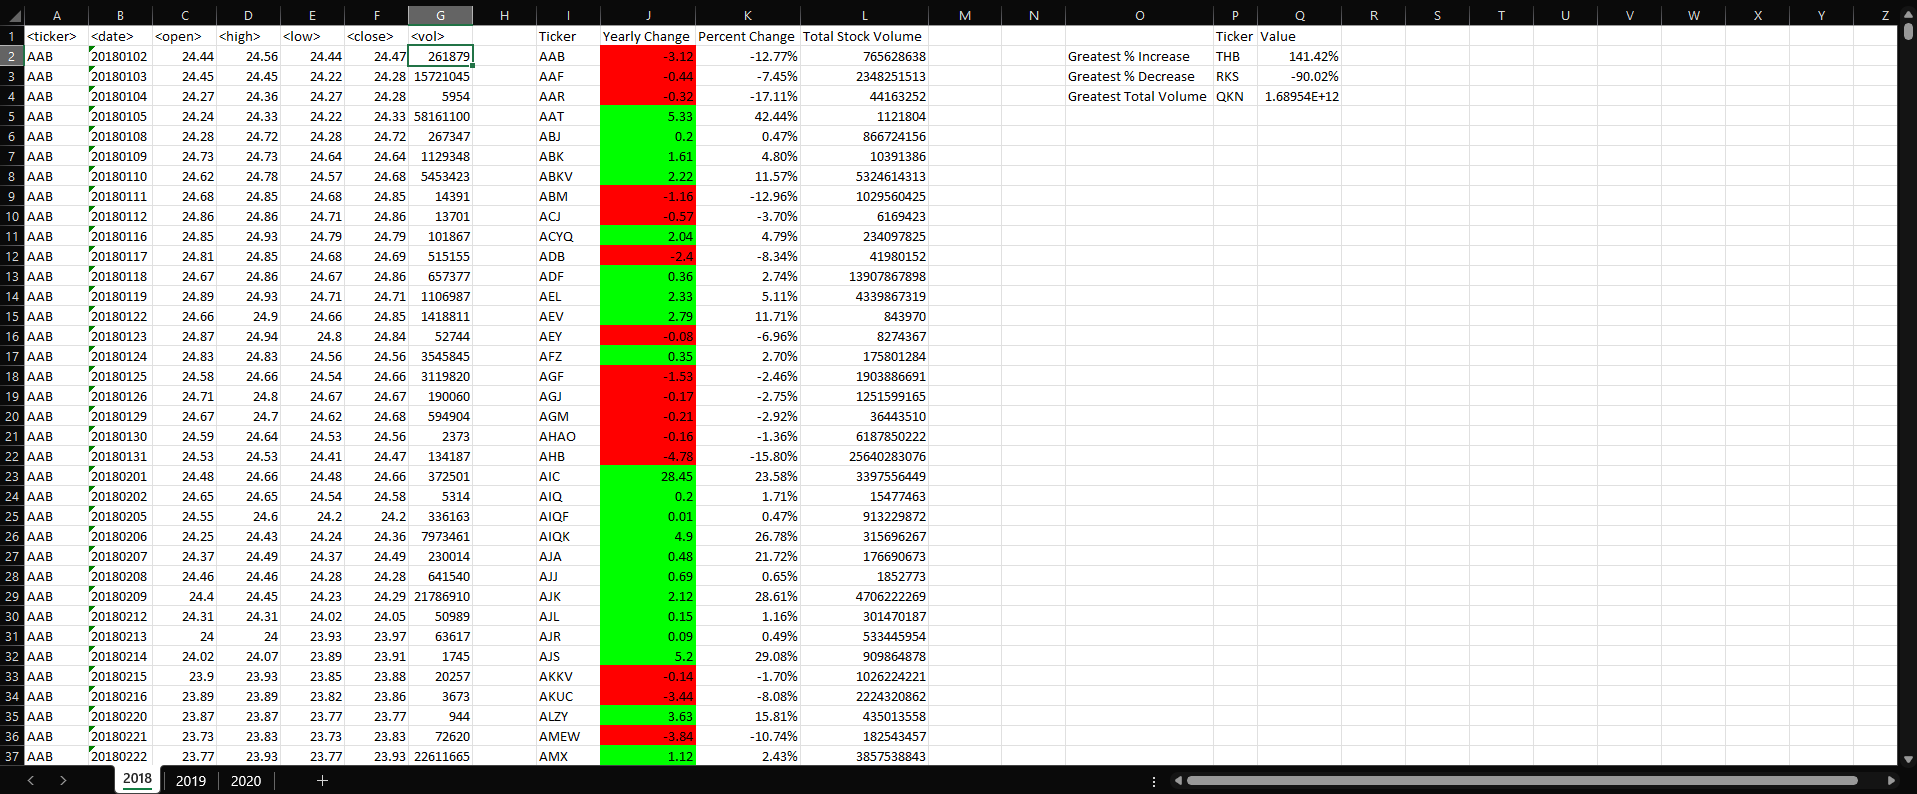 A B C D E F G H I J K L M N O P Q R S T U V W X Y Z
1 <ticker> <date> <open> <high> <low> <close> <vol> Ticker Yearly Change Percent Change Total Stock Volume Ticker Value
2 AAB 20180102 24.44 24.56 24.44 24.47 261879 AAB -3.12 -12.77% 765628638 Greatest % Increase THB 141.42%
3 AAB 20180103 24.45 24.45 24.22 24.28 15721045 AAF -0.44 -7.45% 2348251513 Greatest % Decrease RKS -90.02%
4 AAB 20180104 24.27 24.36 24.27 24.28 5954 AAR -0.32 -17.11% 44163252 Greatest Total Volume QKN 1.68954E+12
5 AAB 20180105 24.24 24.33 24.22 24.33 58161100 AAT 5.33 42.44% 1121804
6 AAB 20180108 24.28 24.72 24.28 24.72 267347 ABJ 0.2 0.47% 866724156
7 AAB 20180109 24.73 24.73 24.64 24.64 1129348 ABK 1.61 4.80% 10391386
8 AAB 20180110 24.62 24.78 24.57 24.68 5453423 ABKV 2.22 11.57% 5324614313
9 AAB 20180111 24.68 24.85 24.68 24.85 14391 ABM -1.16 -12.96% 1029560425
10 AAB 20180112 24.86 24.86 24.71 24.86 13701 ACJ -0.57 -3.70% 6169423
11 AAB 20180116 24.85 24.93 24.79 24.79 101867 ACYQ 2.04 4.79% 234097825
12 AAB 20180117 24.81 24.85 24.68 24.69 515155 ADB -2.4 -8.34% 41980152
13 AAB 20180118 24.67 24.86 24.67 24.86 657377 ADF 0.36 2.74% 13907867898
14 AAB 20180119 24.89 24.93 24.71 24.71 1106987 AEL 2.33 5.11% 4339867319
15 AAB 20180122 24.66 24.9 24.66 24.85 1418811 AEV 2.79 11.71% 843970
16 AAB 20180123 24.87 24.94 24.8 24.84 52744 AEY -0.08 -6.96% 8274367
17 AAB 20180124 24.83 24.83 24.56 24.56 3545845 AFZ 0.35 2.70% 175801284
18 AAB 20180125 24.58 24.66 24.54 24.66 3119820 AGF -1.53 -2.46% 1903886691
19 AAB 20180126 24.71 24.8 24.67 24.67 190060 AGJ -0.17 -2.75% 1251599165
20 AAB 20180129 24.67 24.7 24.62 24.68 594904 AGM -0.21 -2.92% 36443510
21 AAB 20180130 24.59 24.64 24.53 24.56 2373 AHAO -0.16 -1.36% 6187850222
22 AAB 20180131 24.53 24.53 24.41 24.47 134187 AHB -4.78 -15.80% 25640283076
23 AAB 20180201 24.48 24.66 24.48 24.66 372501 AIC 28.45 23.58% 3397556449
24 AAB 20180202 24.65 24.65 24.54 24.58 5314 AIQ 0.2 1.71% 15477463
25 AAB 20180205 24.55 24.6 24.2 24.2 336163 AIQF 0.01 0.47% 913229872
26 AAB 20180206 24.25 24.43 24.24 24.36 7973461 AIQK 4.9 26.78% 315696267
27 AAB 20180207 24.37 24.49 24.37 24.49 230014 AJA 0.48 21.72% 176690673
28 AAB 20180208 24.46 24.46 24.28 24.28 641540 AJJ 0.69 0.65% 1852773
29 AAB 20180209 24.4 24.45 24.23 24.29 21786910 AJK 2.12 28.61% 4706222269
30 AAB 20180212 24.31 24.31 24.02 24.05 50989 AJL 0.15 1.16% 301470187
31 AAB 20180213 24 24 23.93 23.97 63617 AJR 0.09 0.49% 533445954
32 AAB 20180214 24.02 24.07 23.89 23.91 1745 AJS 5.2 29.08% 909864878
33 AAB 20180215 23.9 23.93 23.85 23.88 20257 AKKV -0.14 -1.70% 1026224221
34 AAB 20180216 23.89 23.89 23.82 23.86 3673 AKUC -3.44 -8.08% 2224320862
35 AAB 20180220 23.87 23.87 23.77 23.77 944 ALZY 3.63 15.81% 435013558
36 AAB 20180221 23.73 23.83 23.73 23.83 72620 AMEW -3.84 -10.74% 182543457
37 AAB 20180222 23.77 23.93 23.77 23.93 22611665 AMX 1.12 2.43% 3857538843
2018 2019 2020